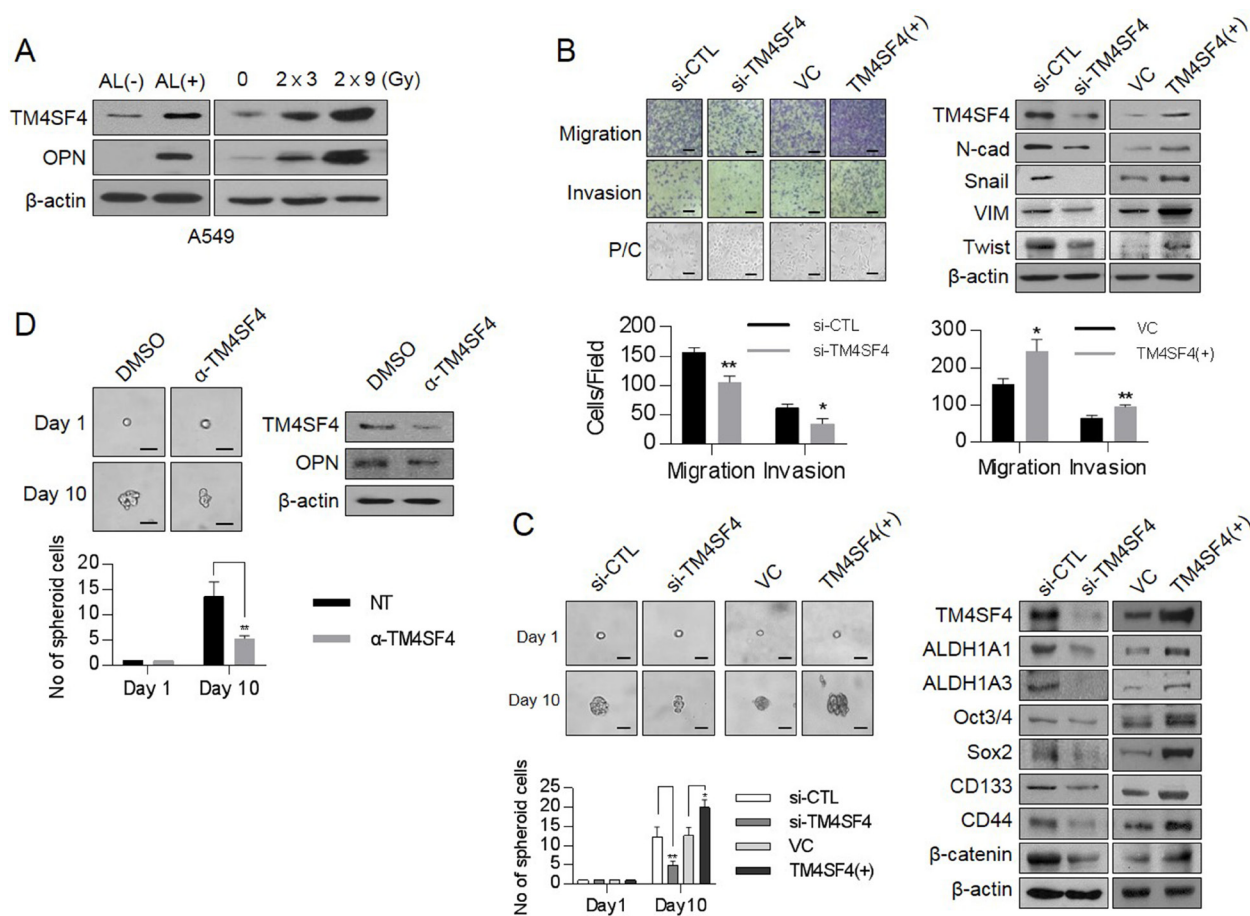 A
AL(-) AL(+) 0 2 x 3 2 x 9 (Gy)
TM4SF4
OPN
β-actin
A549
B
si-CTL si-TM4SF4 VC TM4SF4(+)
Migration
Invasion
P/C
si-CTL si-TM4SF4 VC TM4SF4(+)
TM4SF4
N-cad
Snail
VIM
Twist
β-actin
Cells/Field
150
100
50
0
**
*
Migration Invasion
si-CTL
si-TM4SF4
300
200
100
0
*
**
Migration Invasion
VC
TM4SF4(+)
D
DMSO α-TM4SF4
Day 1
Day 10
DMSO α-TM4SF4
TM4SF4
OPN
β-actin
No of spheroid cells
20
15
10
5
0
**
Day 1 Day 10
NT
α-TM4SF4
C
si-CTL si-TM4SF4 VC TM4SF4(+)
Day 1
Day 10
No of spheroid cells
25
20
15
10
5
0
**
Day1 Day10
si-CTL
si-TM4SF4
VC
TM4SF4(+)
si-CTL si-TM4SF4 VC TM4SF4(+)
TM4SF4
ALDH1A1
ALDH1A3
Oct3/4
Sox2
CD133
CD44
β-catenin
β-actin